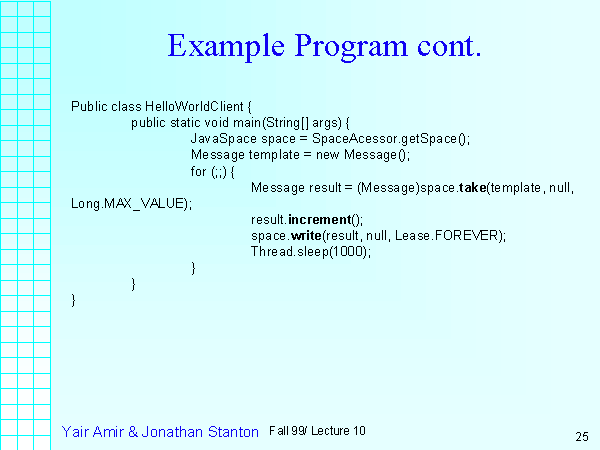 Example Program cont.
Public class HelloWorldClient {
public static void main(String[] args) {
JavaSpace space = SpaceAcessor.getSpace();
Message template = new Message();
for (;;) {
Message result = (Message)space.take(template, null,
Long.MAX_VALUE);
result.increment();
space.write(result, null, Lease.FOREVER);
Thread.sleep(1000);
}
}
}
Yair Amir & Jonathan Stanton Fall 99/ Lecture 10
25